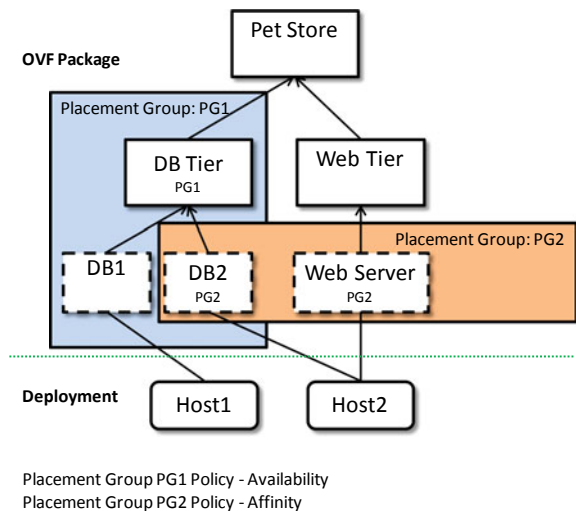 Pet Store
OVF Package
Placement Group: PG1
DB Tier
PG1
Web Tier
Placement Group: PG2
DB1
DB2
PG2
Web Server
PG2
Deployment
Host1
Host2
Placement Group PG1 Policy - Availability
Placement Group PG2 Policy - Affinity